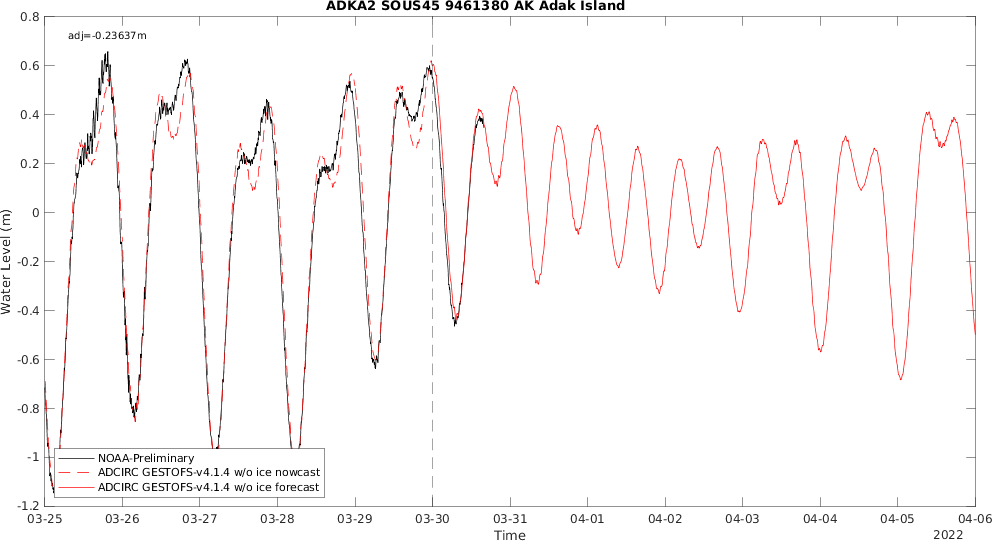 ADKA2 SOUS45 9461380 AK Adak Island
adj=-0.23637m
Water Level (m)
0.8
0.6
0.4
0.2
0
-0.2
-0.4
-0.6
-0.8
-1
-1.2
NOAA-Preliminary
ADCIRC GESTOFS-v4.1.4 w/o ice nowcast
ADCIRC GESTOFS-v4.1.4 w/o ice forecast
03-25 03-26 03-27 03-28 03-29 03-30 03-31 04-01 04-02 04-03 04-04 04-05 04-06
Time
2022